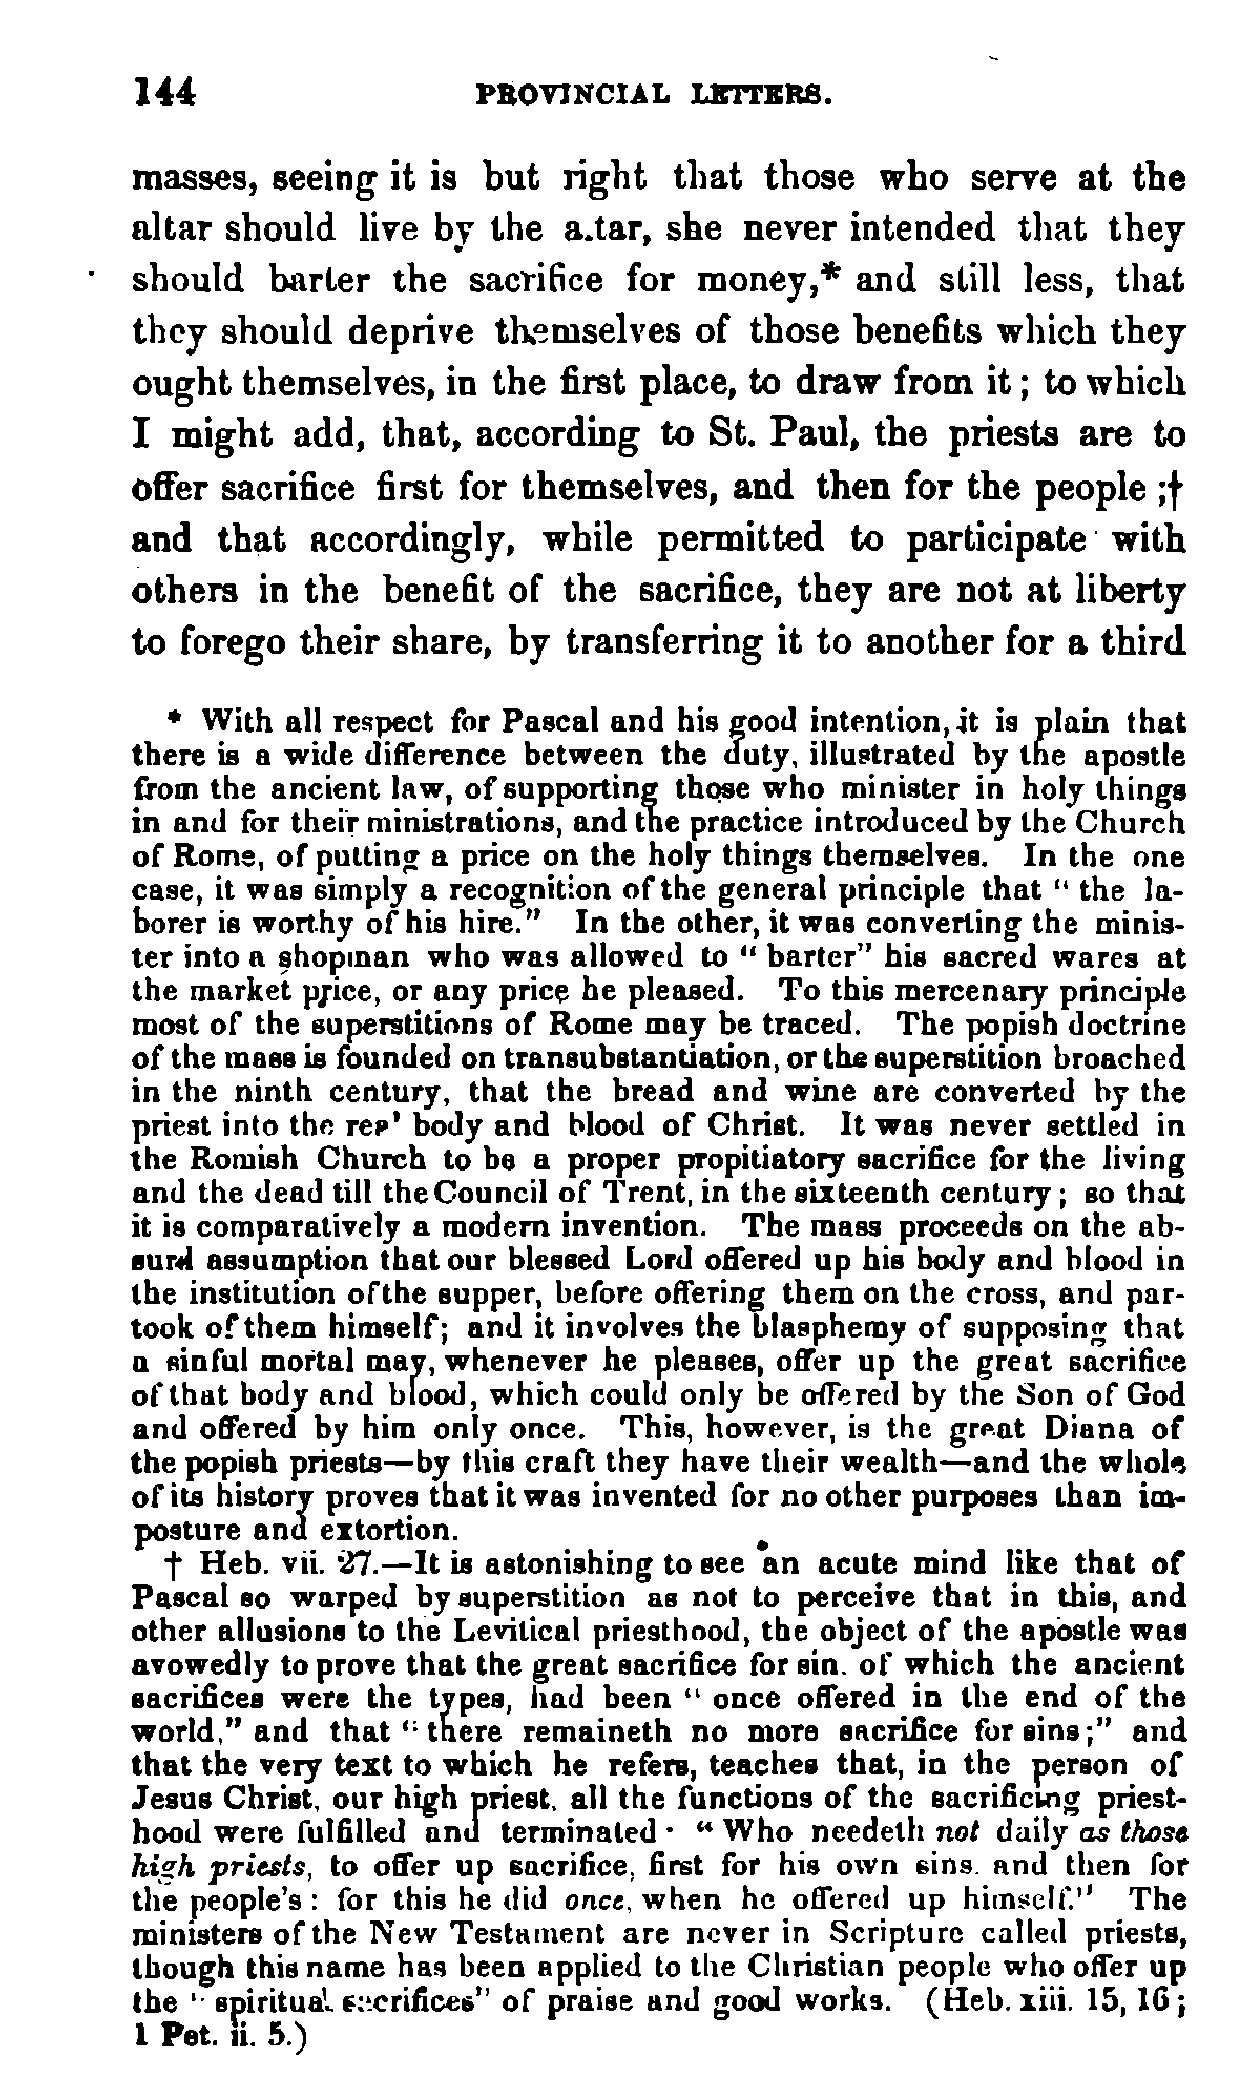 144 PROVINCIAL LETTERS.
masses, seeing it is but right that those who serve at the
altar should live by the a.tar, she never intended that they
should barter the sacrifice for money,* and still less, that
they should deprive themselves of those benefits which they
ought themselves, in the first place, to draw from it ; to which
I might add, that, according to St. Paul, the priests are to
offer sacrifice first for themselves, and then for the people ;†
and that accordingly, while permitted to participate with
others in the benefit of the sacrifice, they are not at liberty
to forego their share, by transferring it to another for a third
* With all respect for Pascal and his good intention, it is plain that
there is a wide difference between the duty, illustrated by the apostle
from the ancient law, of supporting those who minister in holy things
in and for their ministrations, and the practice introduced by the Church
of Rome, of putting a price on the holy things themselves. In the one
case, it was simply a recognition of the general principle that " the la-
borer is worthy of his hire." In the other, it was converting the minis-
ter into a shopman who was allowed to " barter" his sacred wares at
the market price, or any price he pleased. To this mercenary principle
most of the superstitions of Rome may be traced. The popish doctrine
of the mass is founded on transubstantiation, or the superstition broached
in the ninth century, that the bread and wine are converted by the
priest into the rea' body and blood of Christ. It was never settled in
the Romish Church to be a proper propitiatory sacrifice for the living
and the dead till the Council of Trent, in the sixteenth century ; so that
it is comparatively a modern invention. The mass proceeds on the ab-
surd assumption that our blessed Lord offered up his body and blood in
the institution of the supper, before offering them on the cross, and par-
took of them himself; and it involves the blasphemy of supposing that
a sinful mortal may, whenever he pleases, offer up the great sacrifice
of that body and blood, which could only be offered by the Son of God
and offered by him only once. This, however, is the great Diana of
the popish priests—by this craft they have their wealth—and the whole
of its history proves that it was invented for no other purposes than im-
posture and extortion.
† Heb. vii. 27.—It is astonishing to see an acute mind like that of
Pascal so warped by superstition as not to perceive that in this, and
other allusions to the Levitical priesthood, the object of the apostle was
avowedly to prove that the great sacrifice for sin. of which the ancient
sacrifices were the types, had been " once offered in the end of the
world," and that " there remaineth no more sacrifice for sins ;" and
that the very text to which he refers, teaches that, in the person of
Jesus Christ, our high priest, all the functions of the sacrificing priest-
hood were fulfilled and terminated · " Who needeth not daily as those
high priests, to offer up sacrifice, first for his own sins. and then for
the people's : for this he did once, when he offered up himself." The
ministers of the New Testament are never in Scripture called priests,
though this name has been applied to the Christian people who offer up
the " spiritual sacrifices" of praise and good works. (Heb. xiii. 15, 16 ;
1 Pet. ii. 5.)